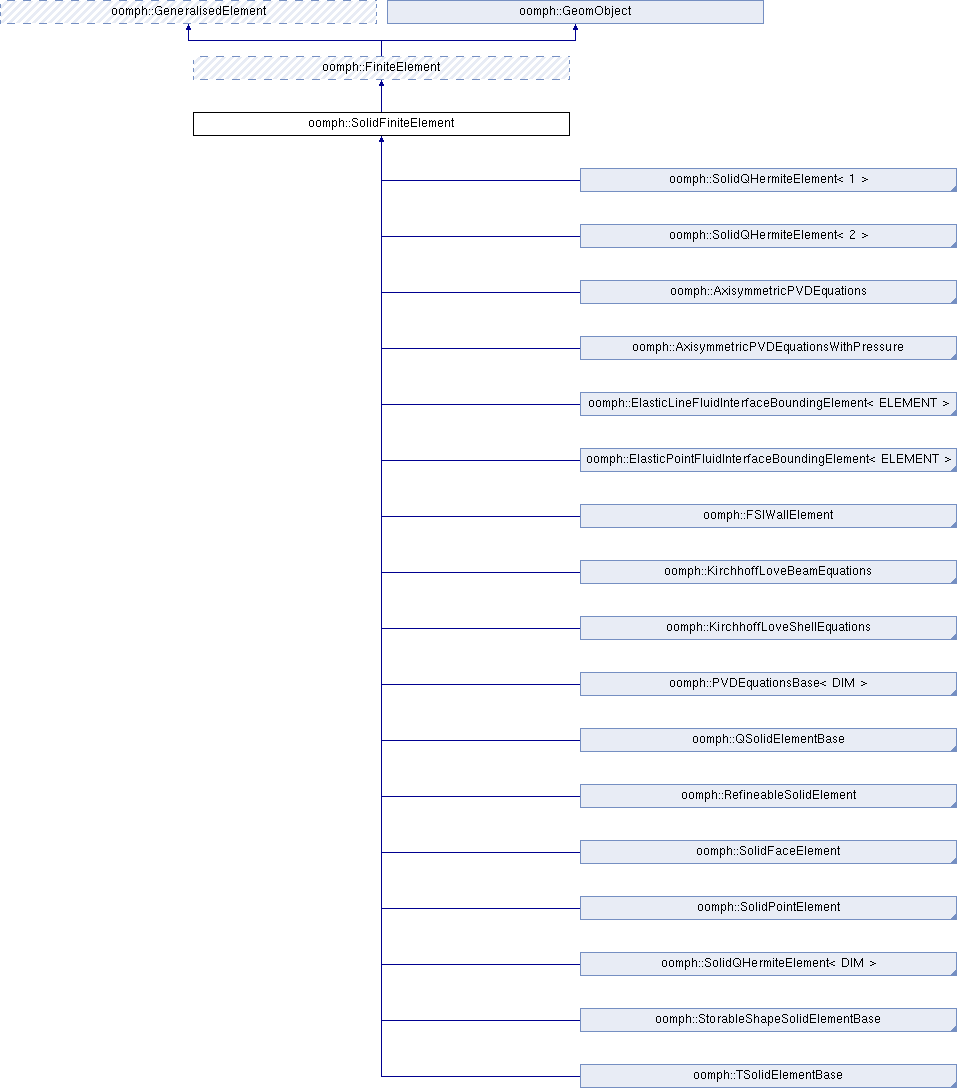 oomph::GeneralisedElement
oomph::GeomObject
oomph::FiniteElement
oomph::SolidFiniteElement
oomph::SolidQHermiteElement< 1 >
oomph::SolidQHermiteElement< 2 >
oomph::AxisymmetricPVDEquations
oomph::AxisymmetricPVDEquationsWithPressure
oomph::ElasticLineFluidInterfaceBoundingElement< ELEMENT >
oomph::ElasticPointFluidInterfaceBoundingElement< ELEMENT >
oomph::FSIWallElement
oomph::KirchhoffLoveBeamEquations
oomph::KirchhoffLoveShellEquations
oomph::PVDEquationsBase< DIM >
oomph::QSolidElementBase
oomph::RefineableSolidElement
oomph::SolidFaceElement
oomph::SolidPointElement
oomph::SolidQHermiteElement< DIM >
oomph::StorableShapeSolidElementBase
oomph::TSolidElementBase